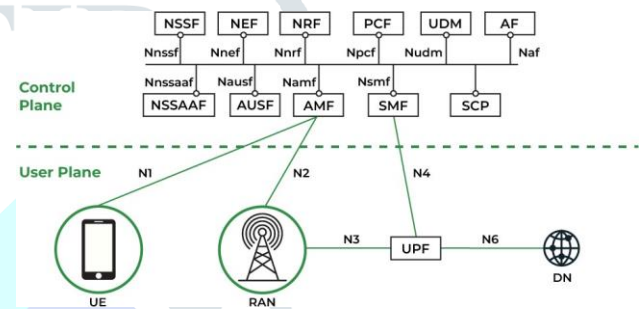 NSSF NEF NRF PCF UDM AF
Nnssf Nnef Nnrf Npcf Nudm Naf
Nnssaaf Nausf Namf Nsmf
Control
Plane
NSSAAF AUSF AMF SMF SCP
User Plane N1 N2 N4
N3 UPF N6
UE RAN DN